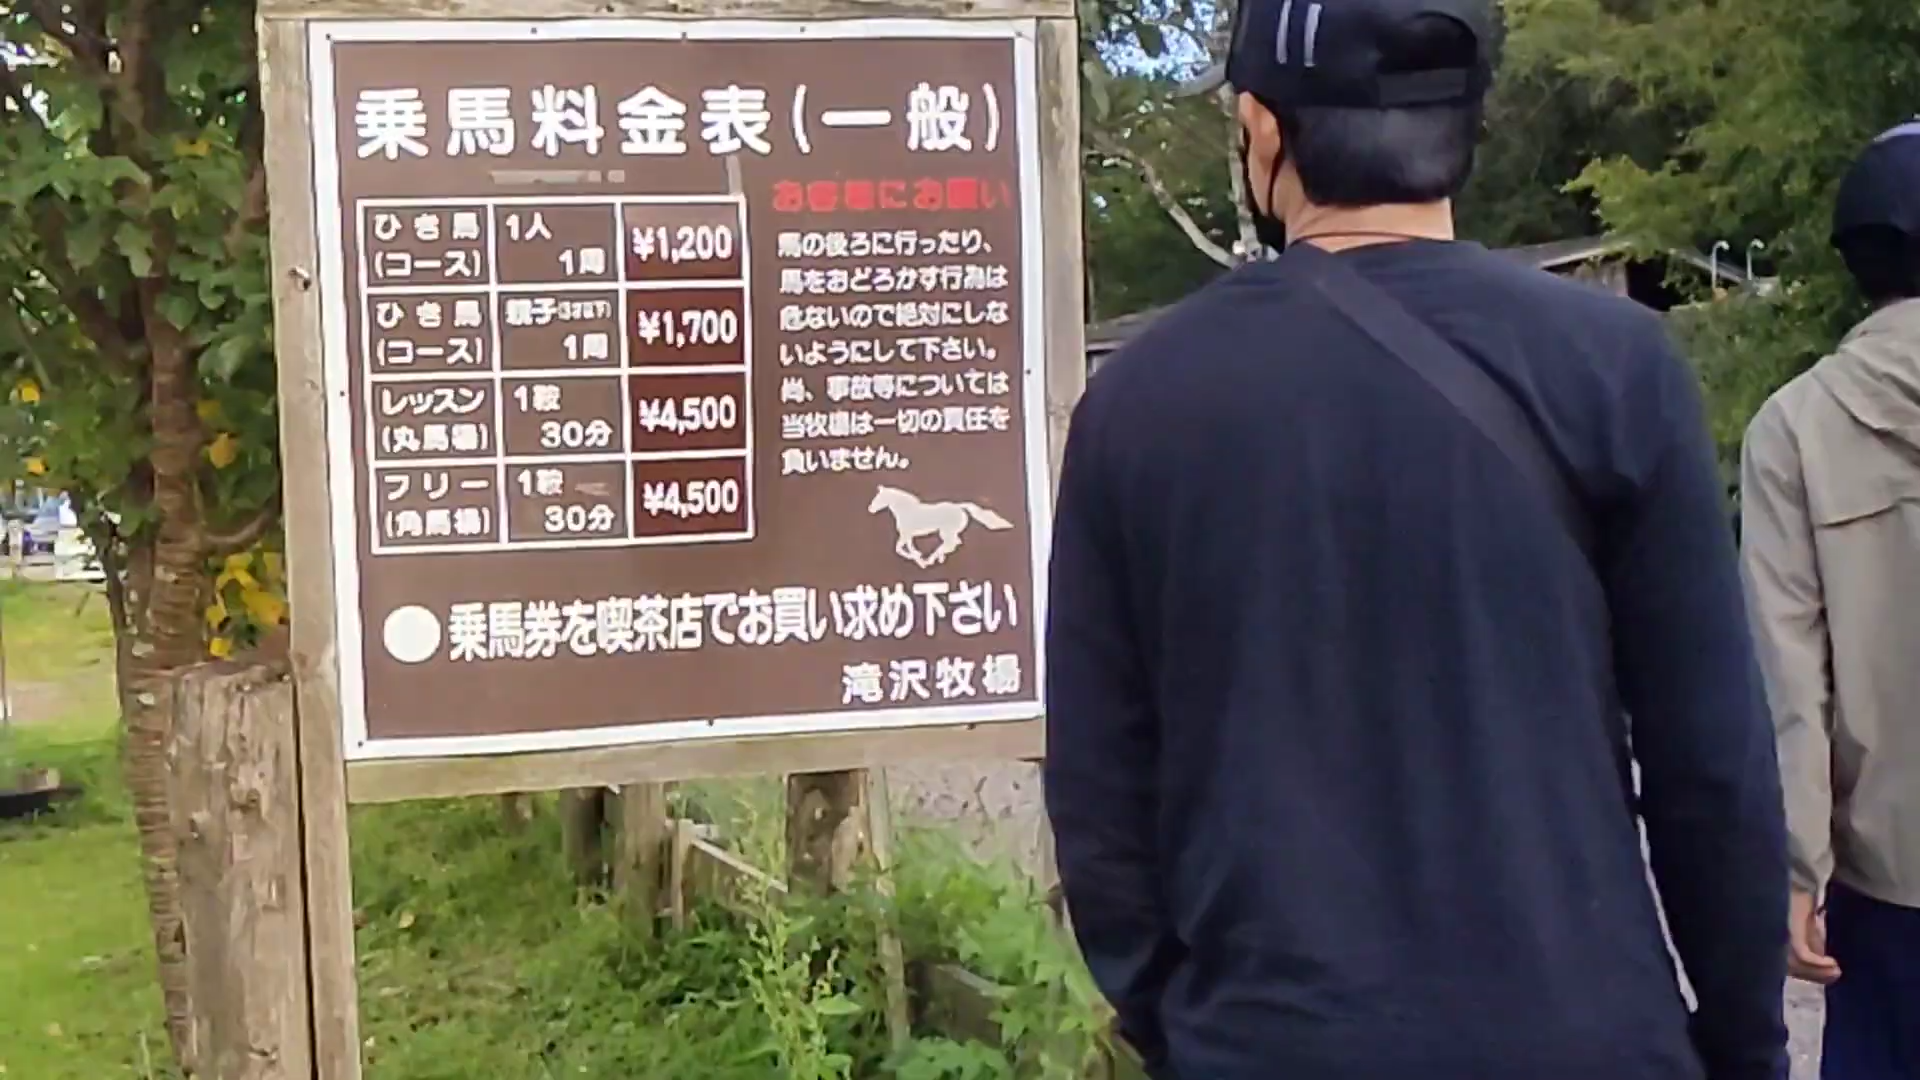 乗馬料金表(一般)
ひき馬
(コース)
1人
1周
¥1,200
ひき馬
(コース)
親子(3才以下)
1周
¥1,700
レッスン
(丸馬場)
1鞍
30分
¥4,500
フリー
(角馬場)
1鞍
30分
¥4,500
お客様にお願い
馬の後ろに行ったり、
馬をおどろかす行為は
危ないので絶対にしな
いようにして下さい。
尚、事故等については
当牧場は一切の責任を
負いません。
●乗馬券を喫茶店でお買い求め下さい
滝沢牧場